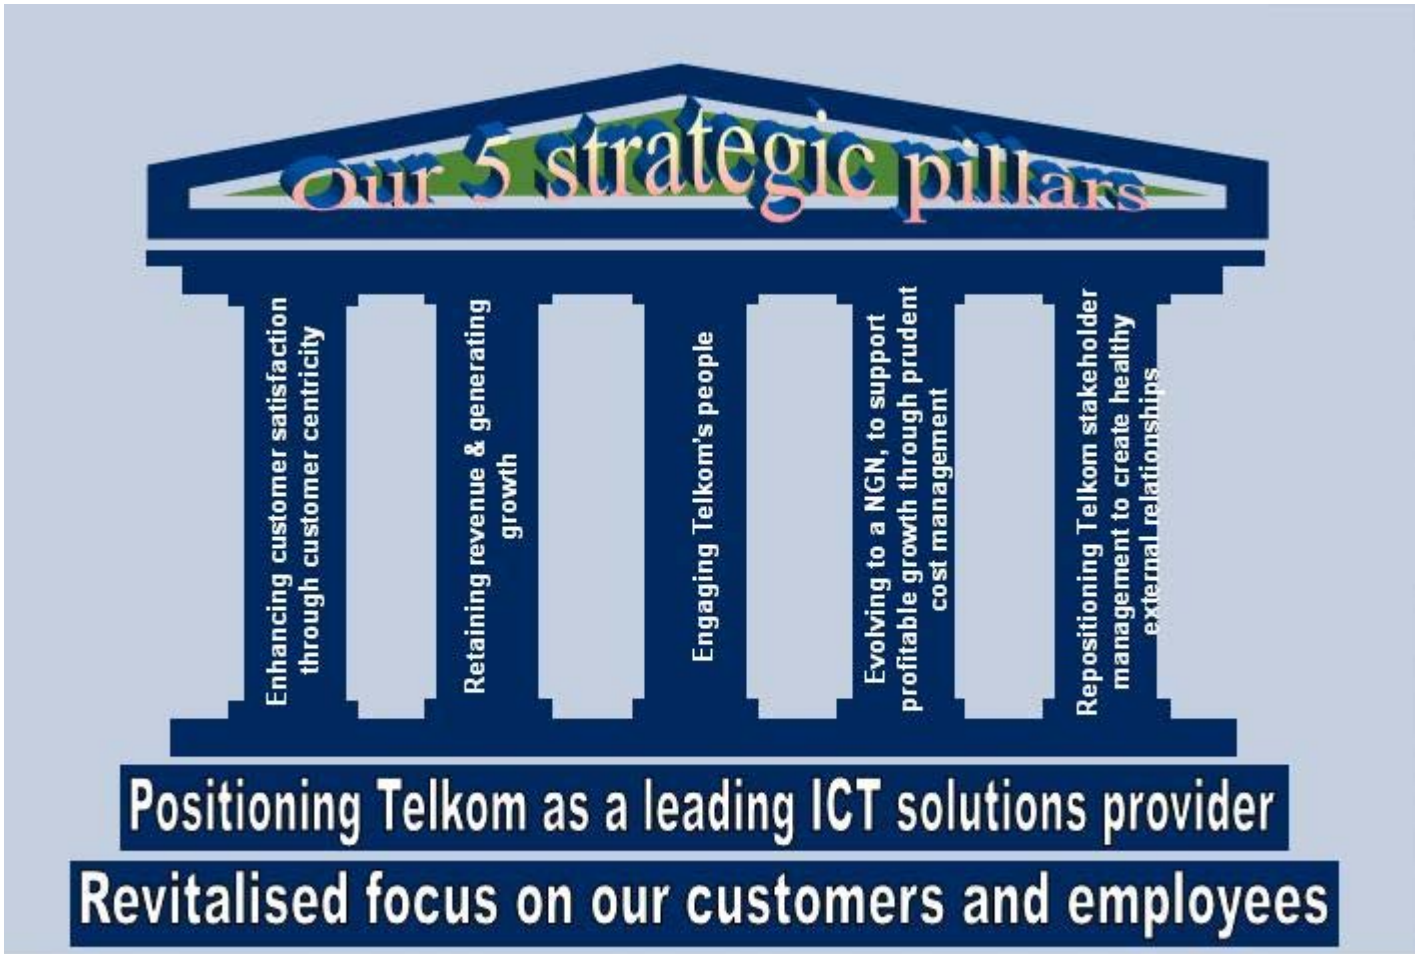 Our 5 strategic pillars
Enhancing customer satisfaction
through customer centricity
Retaining revenue & generating
growth
Engaging Telkom's people
Evolving to a NGN, to support
profitable growth through prudent
cost management
Repositioning Telkom stakeholder
management to create healthy
external relationships
Positioning Telkom as a leading ICT solutions provider
Revitalised focus on our customers and employees